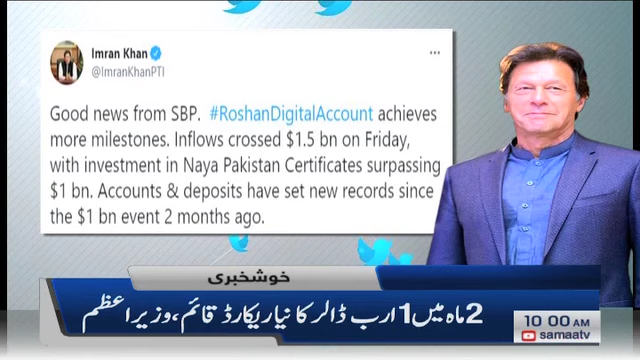 Imran Khan
@ImranKhanPTI
Good news from SBP. #RoshanDigitalAccount achieves
more milestones. Inflows crossed $1.5 bn on Friday,
with investment in Naya Pakistan Certificates surpassing
$1 bn. Accounts & deposits have set new records since
the $1 bn event 2 months ago.
خوشخبری
2 ماہ میں 1 ارب ڈالر کا نیا ریکارڈ قائم، وزیراعظم
10 00 AM
samaatv